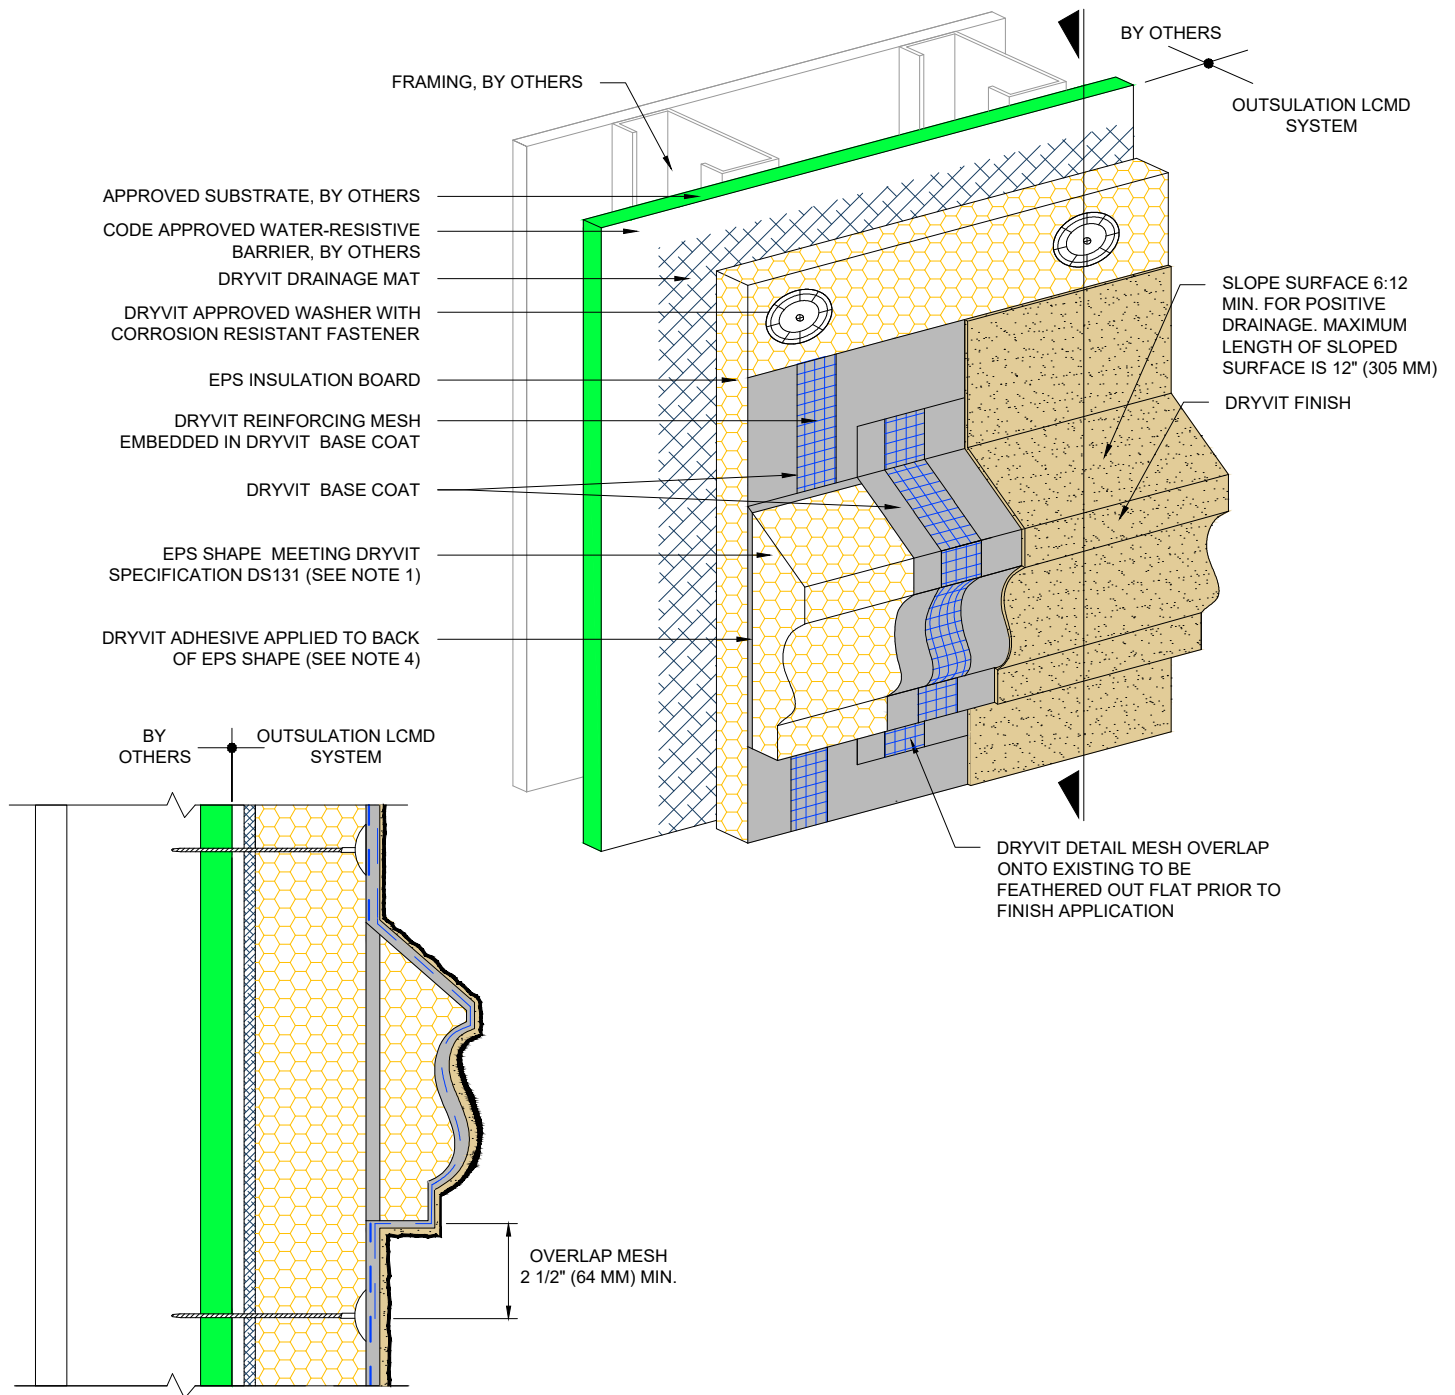 BY OTHERS
FRAMING, BY OTHERS
OUTSULATION LCMD
SYSTEM
APPROVED SUBSTRATE, BY OTHERS
CODE APPROVED WATER-RESISTIVE
BARRIER, BY OTHERS
DRYVIT DRAINAGE MAT
DRYVIT APPROVED WASHER WITH
CORROSION RESISTANT FASTENER
EPS INSULATION BOARD
DRYVIT REINFORCING MESH
EMBEDDED IN DRYVIT BASE COAT
DRYVIT BASE COAT
EPS SHAPE MEETING DRYVIT
SPECIFICATION DS131 (SEE NOTE 1)
DRYVIT ADHESIVE APPLIED TO BACK
OF EPS SHAPE (SEE NOTE 4)
SLOPE SURFACE 6:12
MIN. FOR POSITIVE
DRAINAGE. MAXIMUM
LENGTH OF SLOPED
SURFACE IS 12" (305 MM)
DRYVIT FINISH
DRYVIT DETAIL MESH OVERLAP
ONTO EXISTING TO BE
FEATHERED OUT FLAT PRIOR TO
FINISH APPLICATION
BY
OTHERS
OUTSULATION LCMD
SYSTEM
OVERLAP MESH
2 1/2" (64 MM) MIN.